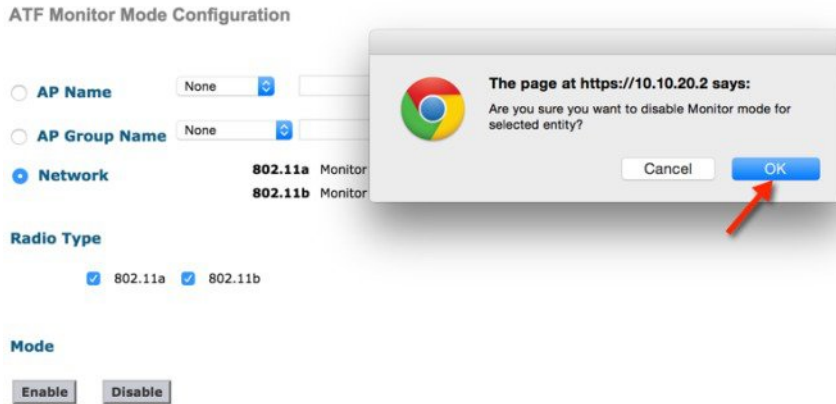 ATF Monitor Mode Configuration
The page at https://10.10.20.2 says:
Are you sure you want to disable Monitor mode for
selected entity?
Cancel OK
AP Name None
AP Group Name None
Network 802.11a Monitor
802.11b Monitor
Radio Type
802.11a 802.11b
Mode
Enable Disable